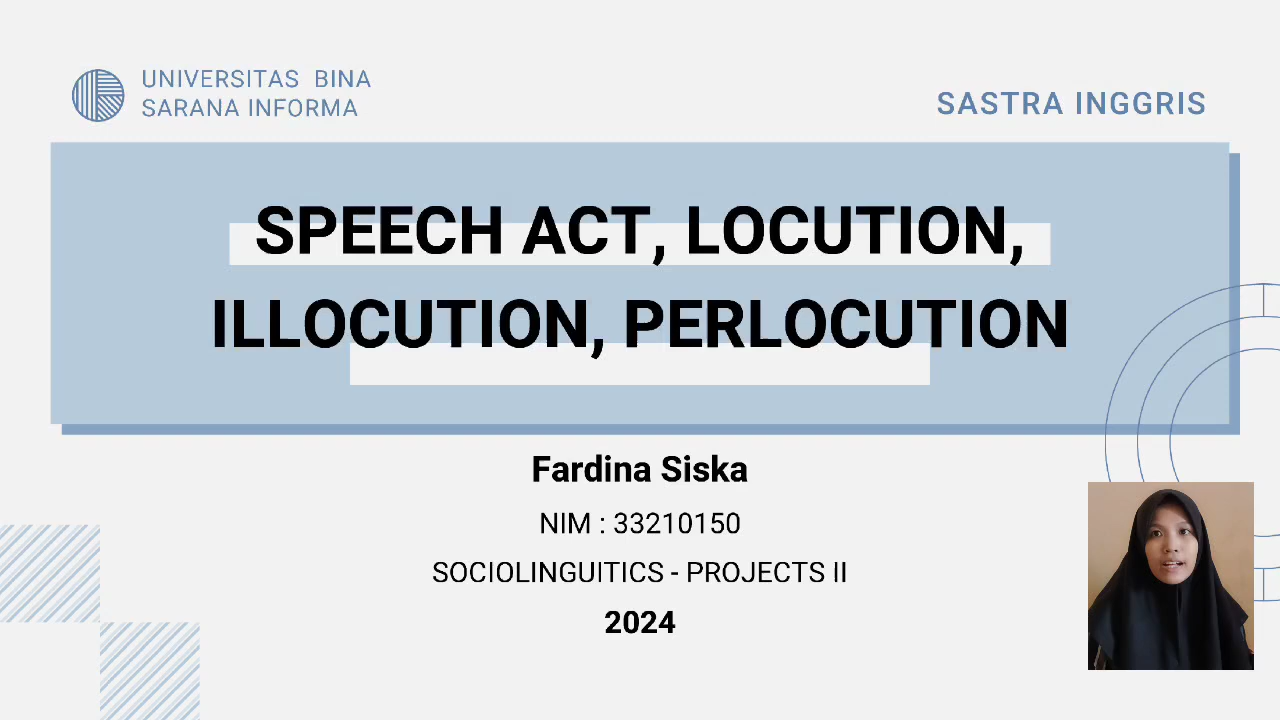 UNIVERSITAS BINA
SARANA INFORMA
SASTRA INGGRIS
SPEECH ACT, LOCUTION,
ILLOCUTION, PERLOCUTION
Fardina Siska
NIM : 33210150
SOCIOLINGUITICS - PROJECTS II
2024